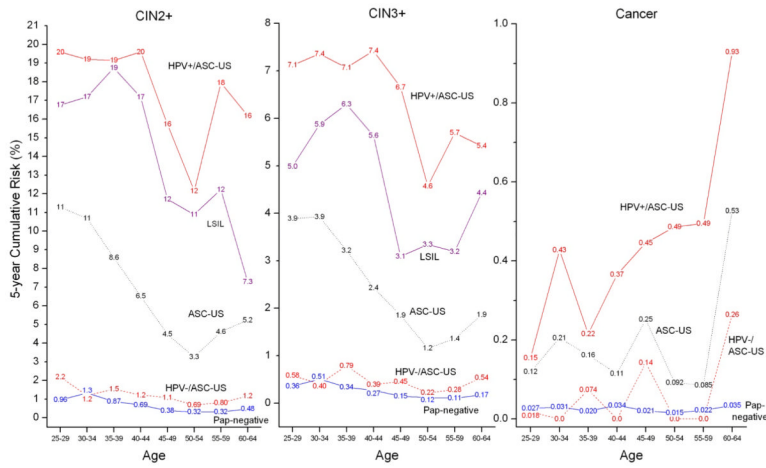 CIN2+
CIN3+
Cancer
5-year Cumulative Risk (%)
21
20
19
18
17
16
15
14
13
12
11
10
9
8
7
6
5
4
3
2
1
0
20 19 19 20 16 12 18 16
HPV+/ASC-US
17 17 19 17 12 11 12 7.3
LSIL
11 11 8.6 6.5 4.5 3.3 4.6 5.2
ASC-US
2.2 1.2 1.5 1.2 1.1 0.69 0.80 1.2
HPV-/ASC-US
0.96 1.3 0.87 0.69 0.38 0.32 0.32 0.48
Pap-negative
25-29 30-34 35-39 40-44 45-49 50-54 55-59 60-64
Age
8
7
6
5
4
3
2
1
0
7.1 7.4 7.1 7.4 6.7 4.6 5.7 5.4
HPV+/ASC-US
5.0 5.9 6.3 5.6 3.1 3.3 3.2 4.4
LSIL
3.9 3.9 3.2 2.4 1.9 1.2 1.4 1.9
ASC-US
0.58 0.40 0.79 0.39 0.45 0.22 0.28 0.54
HPV-/ASC-US
0.36 0.51 0.34 0.27 0.15 0.12 0.11 0.17
Pap-negative
25-29 30-34 35-39 40-44 45-49 50-54 55-59 60-64
Age
1.0
0.8
0.6
0.4
0.2
0.0
0.15 0.43 0.22 0.37 0.45 0.49 0.49 0.93
HPV+/ASC-US
0.12 0.21 0.16 0.11 0.25 0.092 0.085 0.53
ASC-US
0.018 0.0 0.074 0.0 0.14 0.0 0.0 0.26
HPV-/
ASC-US
0.027 0.031 0.020 0.034 0.021 0.015 0.022 0.035
Pap-
negative
25-29 30-34 35-39 40-44 45-49 50-54 55-59 60-64
Age